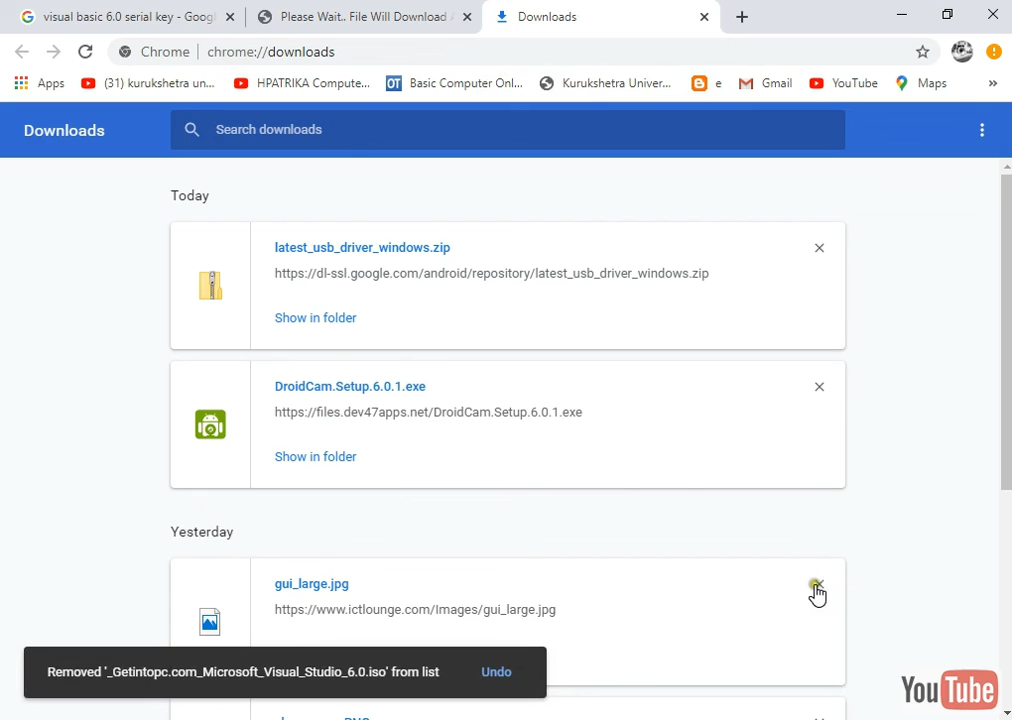 visual basic 6.0 serial key - Goog
Please Wait.. File Will Download A
Downloads
Chrome
chrome://downloads
Apps
(31) kurukshetra un...
HPATRIKA Compute...
OT
Basic Computer Onl...
Kurukshetra Univer...
e
Gmail
YouTube
Maps
»
Downloads
Search downloads
Today
latest_usb_driver_windows.zip
https://dl-ssl.google.com/android/repository/latest_usb_driver_windows.zip
Show in folder
DroidCam.Setup.6.0.1.exe
https://files.dev47apps.net/DroidCam.Setup.6.0.1.exe
Show in folder
Yesterday
gui_large.jpg
https://www.ictlounge.com/Images/gui_large.jpg
Removed '_Getintopc.com_Microsoft_Visual_Studio_6.0.iso' from list
Undo
YouTube